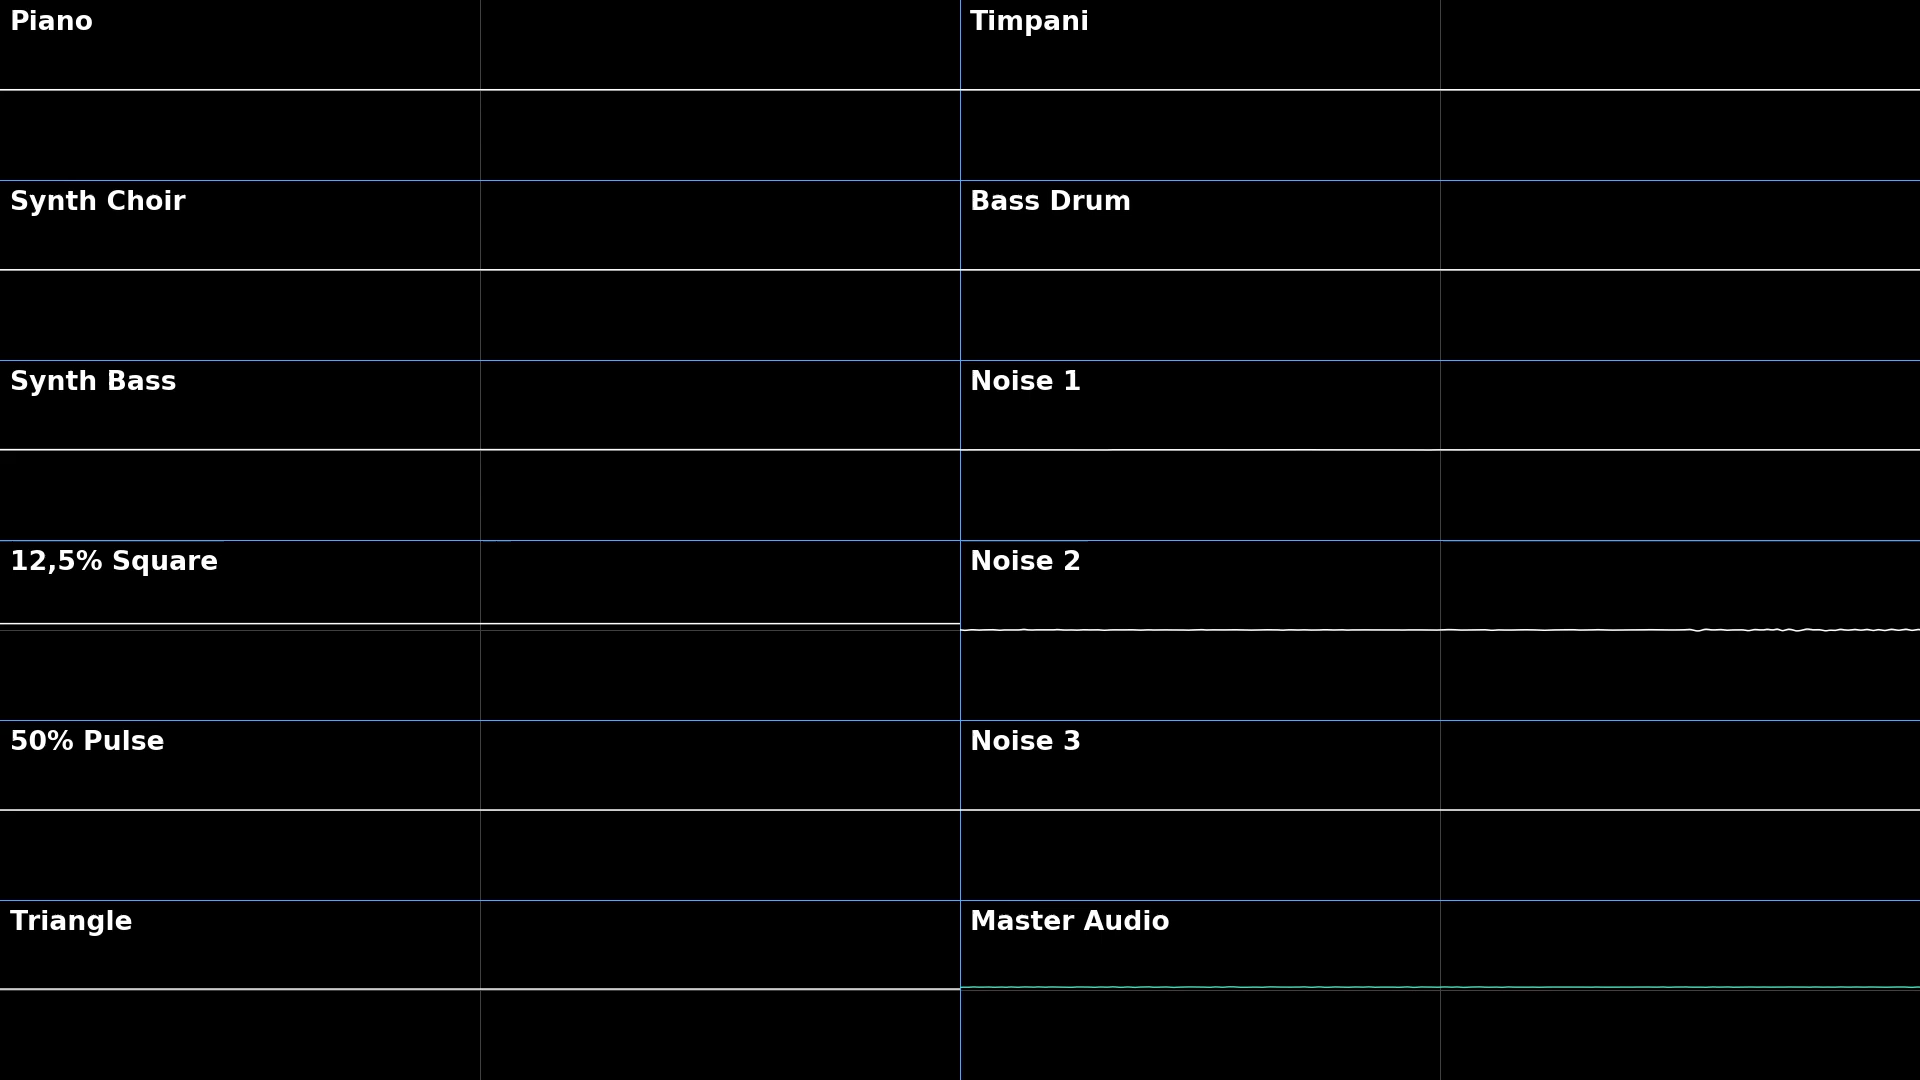 Piano
Timpani
Synth Choir
Bass Drum
Synth Bass
Noise 1
12,5% Square
Noise 2
50% Pulse
Noise 3
Triangle
Master Audio